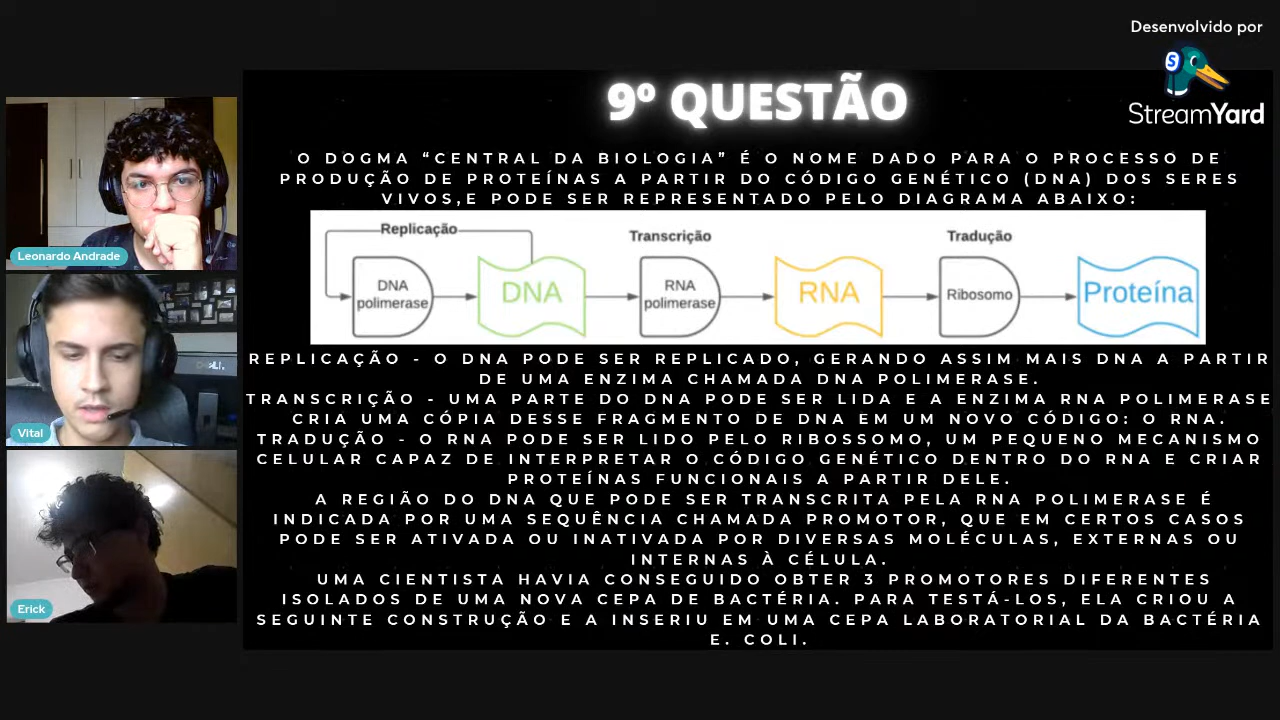 Desenvolvido por
StreamYard
9º QUESTÃO
O DOGMA “CENTRAL DA BIOLOGIA” É O NOME DADO PARA O PROCESSO DE
PRODUÇÃO DE PROTEÍNAS A PARTIR DO CÓDIGO GENÉTICO (DNA) DOS SERES
VIVOS,E PODE SER REPRESENTADO PELO DIAGRAMA ABAIXO:
Replicação
Transcrição
Tradução
DNA
polimerase
DNA
RNA
polimerase
RNA
Ribosomo
Proteína
REPLICAÇÃO - O DNA PODE SER REPLICADO, GERANDO ASSIM MAIS DNA A PARTIR
DE UMA ENZIMA CHAMADA DNA POLIMERASE.
TRANSCRIÇÃO - UMA PARTE DO DNA PODE SER LIDA E A ENZIMA RNA POLIMERASE
CRIA UMA CÓPIA DESSE FRAGMENTO DE DNA EM UM NOVO CÓDIGO: O RNA.
TRADUÇÃO - O RNA PODE SER LIDO PELO RIBOSSOMO, UM PEQUENO MECANISMO
CELULAR CAPAZ DE INTERPRETAR O CÓDIGO GENÉTICO DENTRO DO RNA E CRIAR
PROTEÍNAS FUNCIONAIS A PARTIR DELE.
A REGIÃO DO DNA QUE PODE SER TRANSCRITA PELA RNA POLIMERASE É
INDICADA POR UMA SEQUÊNCIA CHAMADA PROMOTOR, QUE EM CERTOS CASOS
PODE SER ATIVADA OU INATIVADA POR DIVERSAS MOLÉCULAS, EXTERNAS OU
INTERNAS À CÉLULA.
UMA CIENTISTA HAVIA CONSEGUIDO OBTER 3 PROMOTORES DIFERENTES
ISOLADOS DE UMA NOVA CEPA DE BACTÉRIA. PARA TESTÁ-LOS, ELA CRIOU A
SEGUINTE CONSTRUÇÃO E A INSERIU EM UMA CEPA LABORATORIAL DA BACTÉRIA
E. COLI.
Leonardo Andrade
DELL
Vital
Erick